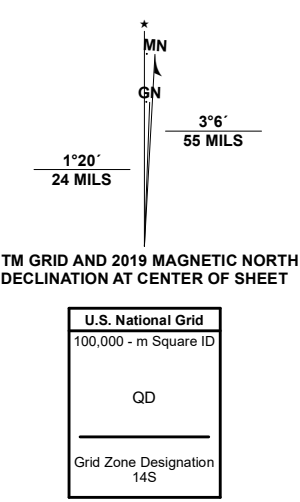 MN
GN
3°6´
55 MILS
1°20´
24 MILS
TM GRID AND 2019 MAGNETIC NORTH
DECLINATION AT CENTER OF SHEET
U.S. National Grid
100,000 - m Square ID
QD
Grid Zone Designation
14S